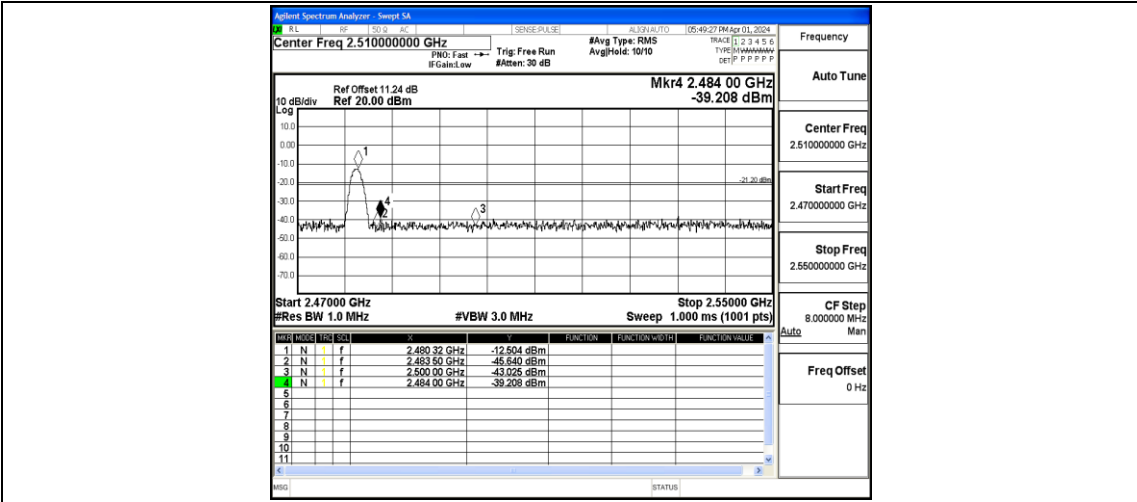 Agilent Spectrum Analyzer - Swept SA
LXI RL RF 50 Ω AC SENSE:PULSE ALIGN AUTO 05:49:27 PM Apr 01, 2024
Center Freq 2.510000000 GHz
#Avg Type: RMS
TRACE 1 2 3 4 5 6
PNO: Fast
Trig: Free Run
Avg|Hold: 10/10
TYPE
IFGain:Low
#Atten: 30 dB
DET P P P P P P
Frequency
Mkr4 2.484 00 GHz
Ref Offset 11.24 dB
10 dB/div Ref 20.00 dBm
-39.208 dBm
Log
10.0
0.00
-10.0
-20.0
-30.0
-40.0
-50.0
-60.0
-70.0
1
4
2
3
-21.20 dBm
Start 2.47000 GHz
Stop 2.55000 GHz
#Res BW 1.0 MHz
#VBW 3.0 MHz
Sweep 1.000 ms (1001 pts)
MKR MODE TRC SCL X Y FUNCTION FUNCTION WIDTH FUNCTION VALUE
1 N 1 f 2.480 32 GHz -12.504 dBm
2 N 1 f 2.483 50 GHz -45.640 dBm
3 N 1 f 2.500 00 GHz -43.025 dBm
4 N 1 f 2.484 00 GHz -39.208 dBm
5
6
7
8
9
10
11
MSG STATUS
Auto Tune
Center Freq
2.510000000 GHz
Start Freq
2.470000000 GHz
Stop Freq
2.550000000 GHz
CF Step
8.000000 MHz
Auto Man
Freq Offset
0 Hz